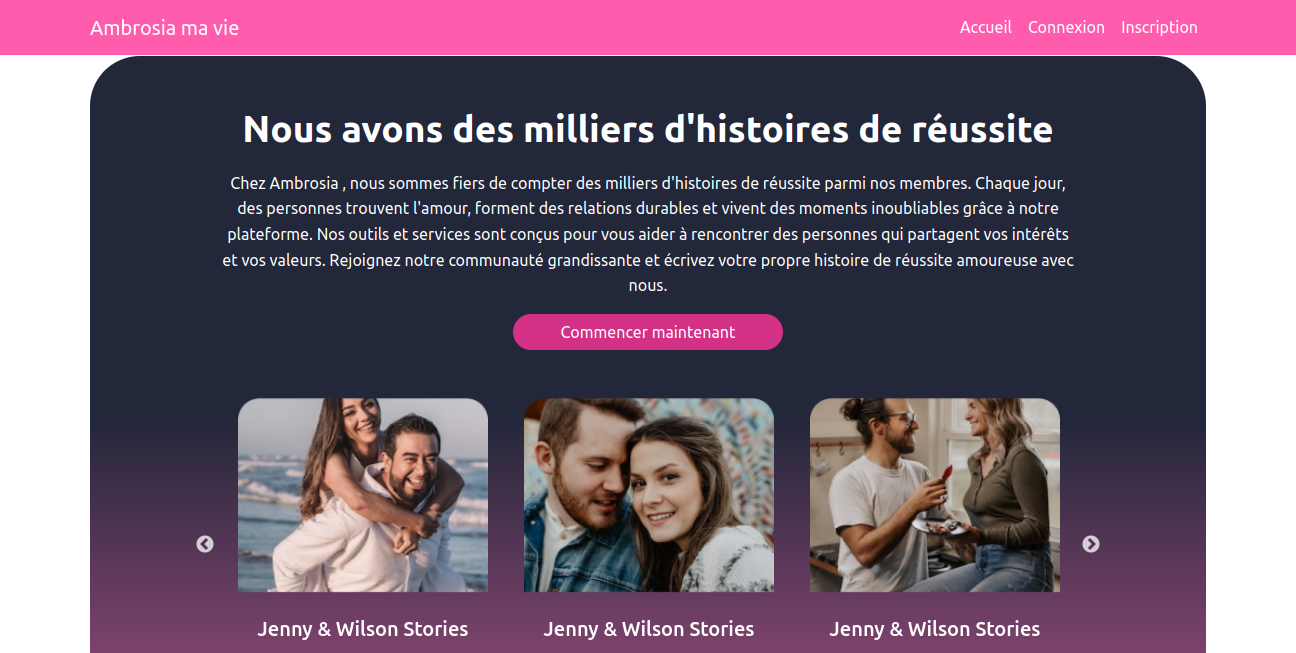 Ambrosia ma vie
Accueil Connexion Inscription
Nous avons des milliers d'histoires de réussite
Chez Ambrosia , nous sommes fiers de compter des milliers d'histoires de réussite parmi nos membres. Chaque jour,
des personnes trouvent l'amour, forment des relations durables et vivent des moments inoubliables grâce à notre
plateforme. Nos outils et services sont conçus pour vous aider à rencontrer des personnes qui partagent vos intérêts
et vos valeurs. Rejoignez notre communauté grandissante et écrivez votre propre histoire de réussite amoureuse avec
nous.
Commencer maintenant
Jenny & Wilson Stories
Jenny & Wilson Stories
Jenny & Wilson Stories